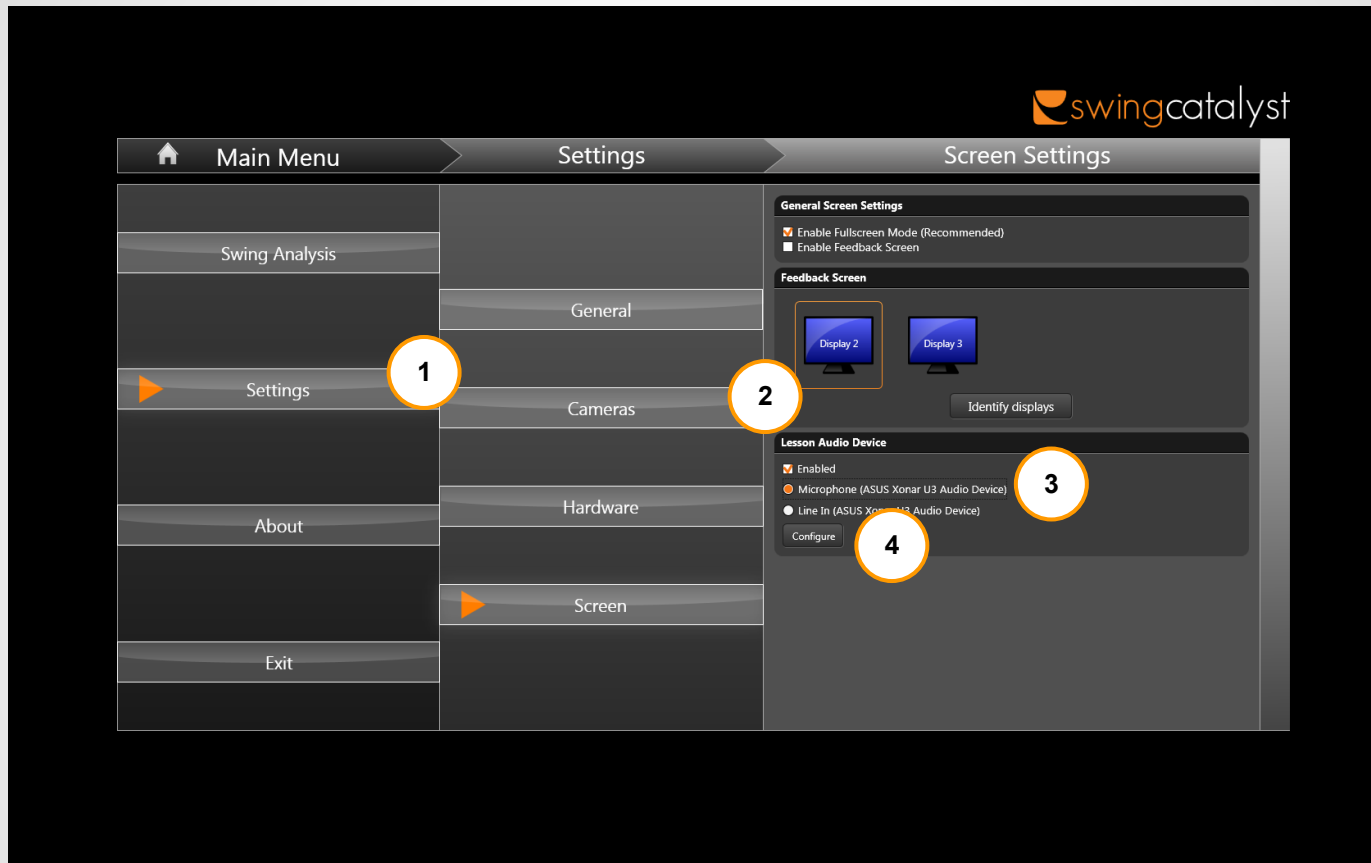 swingcatalyst
Main Menu
Settings
Screen Settings
Swing Analysis
Settings
About
Exit
1
General
Cameras
Hardware
Screen
2
General Screen Settings
Enable Fullscreen Mode (Recommended)
Enable Feedback Screen
Feedback Screen
Display 2
Display 3
Identify displays
Lesson Audio Device
Enabled
Microphone (ASUS Xonar U3 Audio Device)
3
Line In (ASUS Xonar U3 Audio Device)
Configure
4